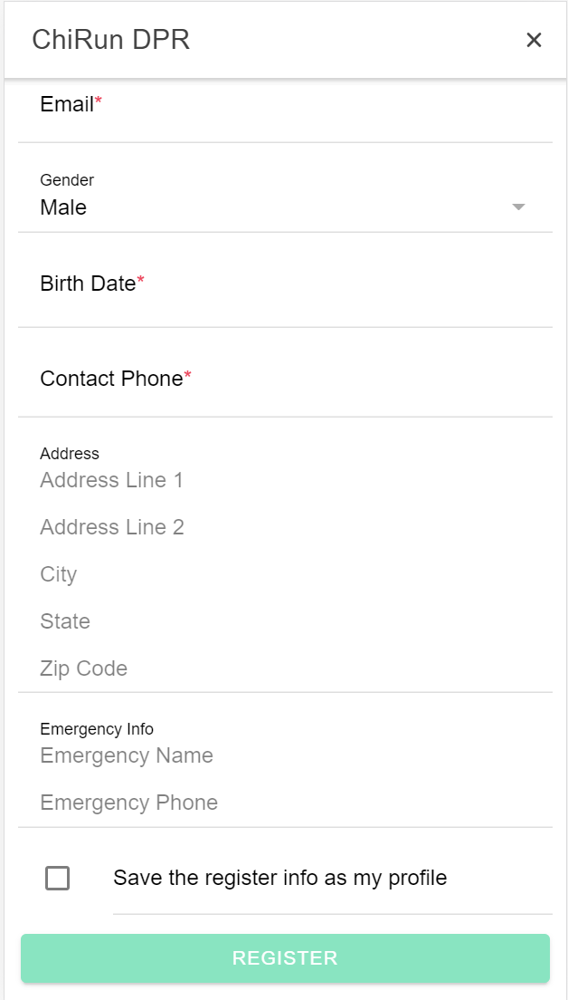 ChiRun DPR
Email*
Gender
Male
Birth Date*
Contact Phone*
Address
Address Line 1
Address Line 2
City
State
Zip Code
Emergency Info
Emergency Name
Emergency Phone
Save the register info as my profile
REGISTER